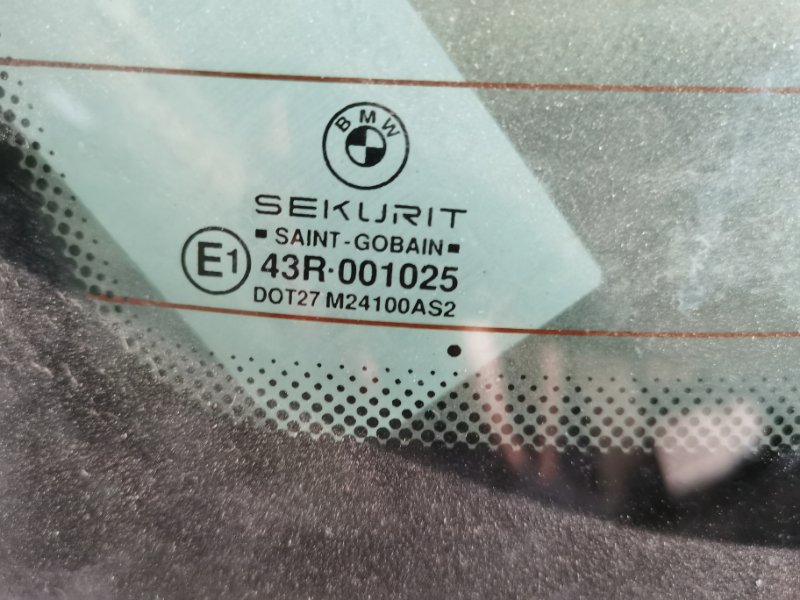 BMW
SEKURIT
SAINT-GOBAIN
E1 43R·001025
DOT27 M24100AS2